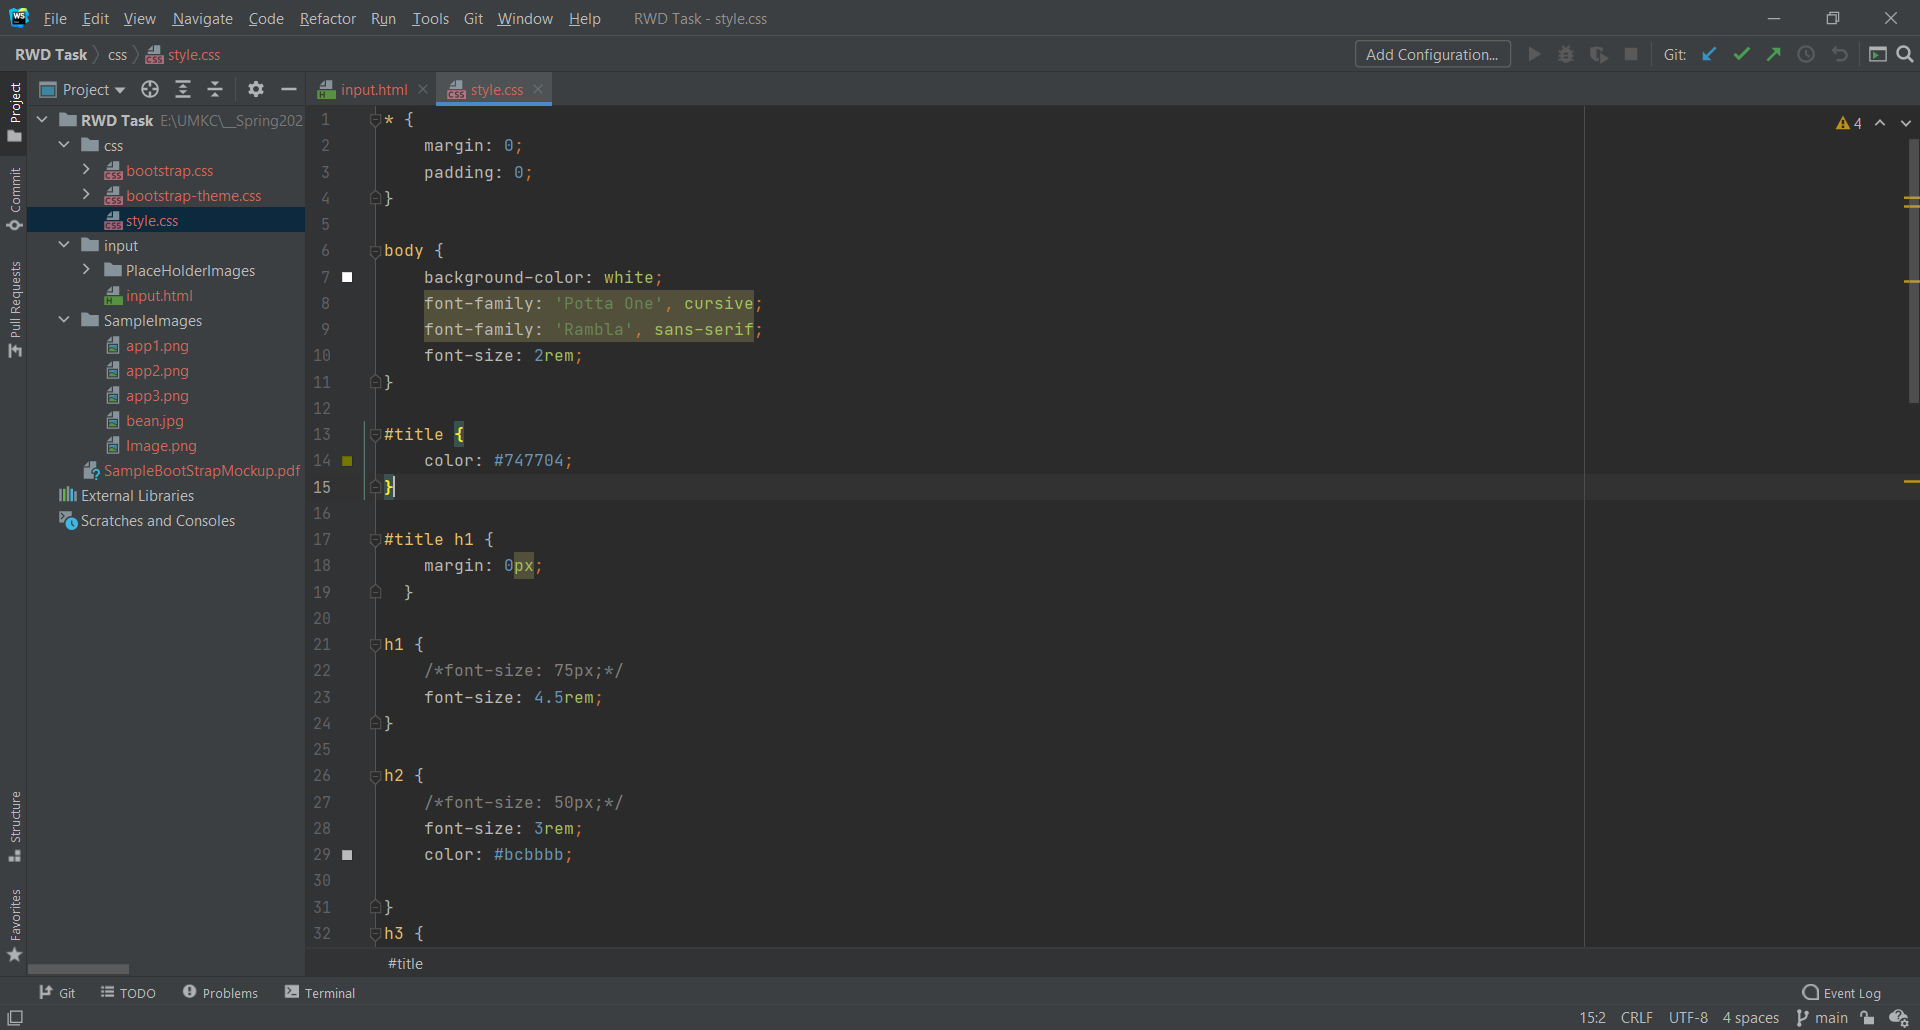 WS File Edit View Navigate Code Refactor Run Tools Git Window Help RWD Task - style.css
RWD Task css style.css Add Configuration... Git:
Project
input.html style.css
RWD Task E:\UMKC\__Spring202
css
bootstrap.css
bootstrap-theme.css
style.css
input
PlaceHolderImages
input.html
SampleImages
app1.png
app2.png
app3.png
bean.jpg
Image.png
SampleBootStrapMockup.pdf
External Libraries
Scratches and Consoles
Project
Commit
Pull Requests
Structure
Favorites
4
1 * {
2 margin: 0;
3 padding: 0;
4 }
5
6 body {
7 background-color: white;
8 font-family: 'Potta One', cursive;
9 font-family: 'Rambla', sans-serif;
10 font-size: 2rem;
11 }
12
13 #title {
14 color: #747704;
15 }
16
17 #title h1 {
18 margin: 0px;
19 }
20
21 h1 {
22 /*font-size: 75px;*/
23 font-size: 4.5rem;
24 }
25
26 h2 {
27 /*font-size: 50px;*/
28 font-size: 3rem;
29 color: #bcbbbb;
30
31 }
32 h3 {
#title
Git TODO Problems Terminal Event Log
15:2 CRLF UTF-8 4 spaces main